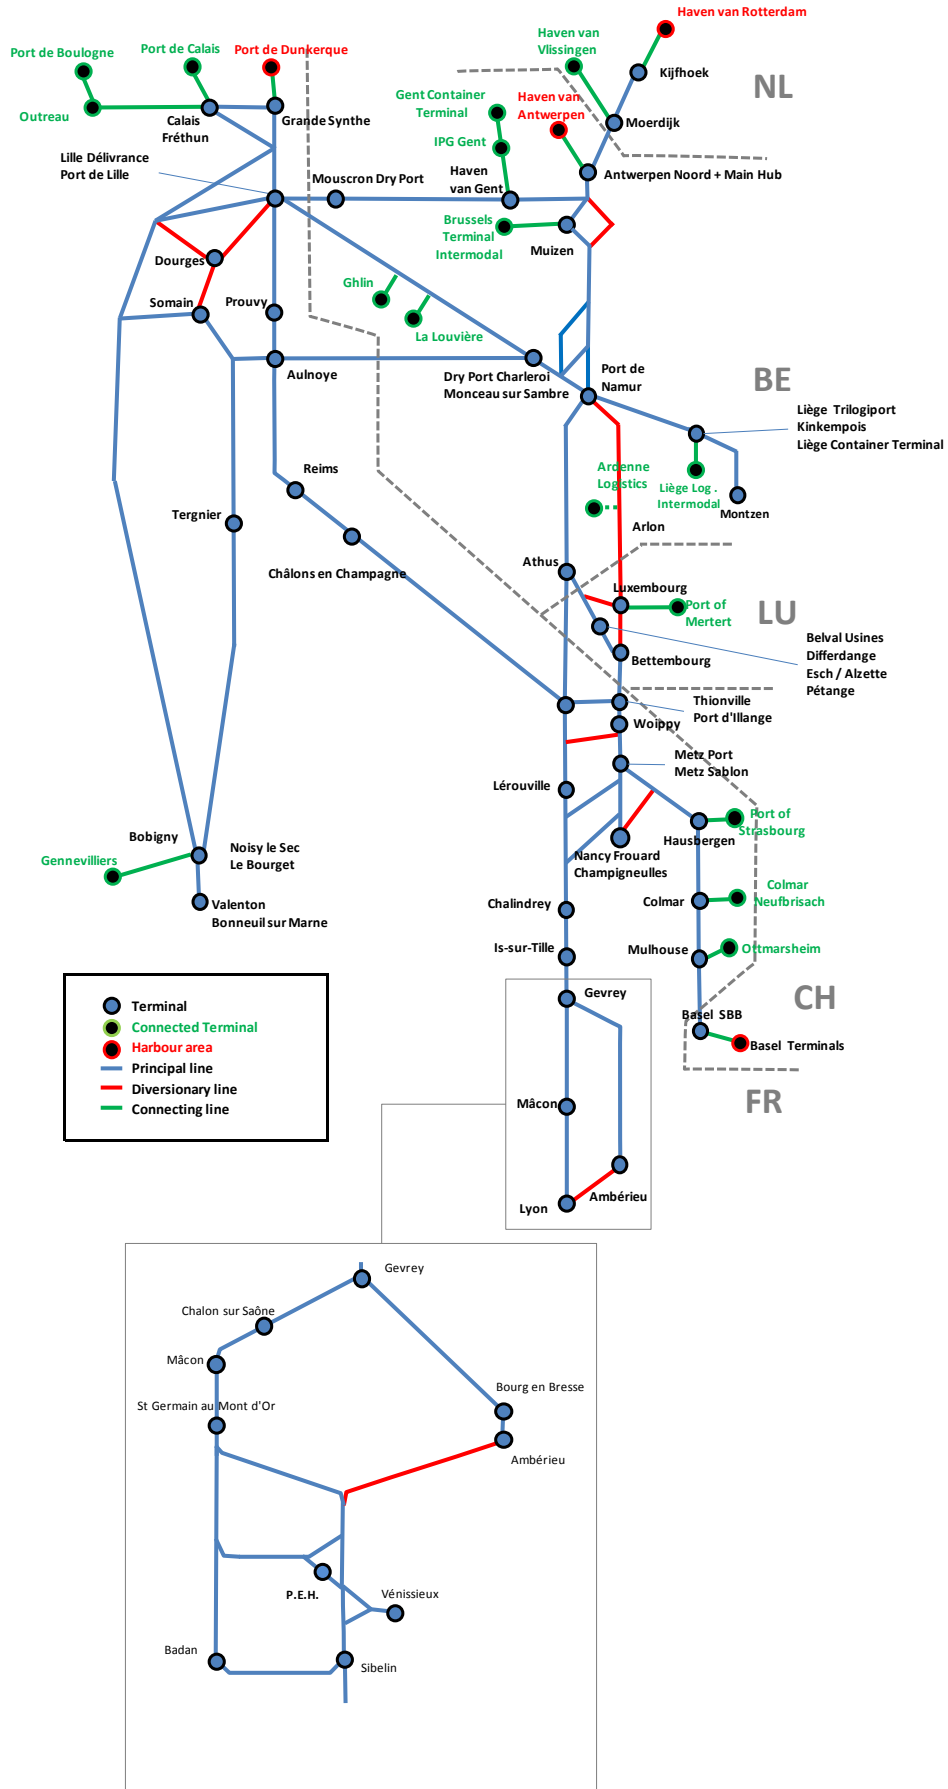 Haven van Rotterdam
Haven van
Vlissingen
Port de Boulogne
Port de Calais
Port de Dunkerque
Kijfhoek
NL
Gent Container
Terminal
Haven van
Antwerpen
Outreau
Calais
Fréthun
Grande Synthe
Moerdijk
IPG Gent
Lille Délivrance
Port de Lille
Mouscron Dry Port
Haven
van Gent
Antwerpen Noord + Main Hub
Brussels
Terminal
Intermodal
Muizen
Dourges
Ghlin
Somain
Prouvy
La Louvière
Aulnoye
Dry Port Charleroi
Monceau sur Sambre
Port de
Namur
BE
Liège Trilogiport
Kinkempois
Liège Container Terminal
Reims
Ardenne
Logistics
Liège Log .
Intermodal
Montzen
Tergnier
Arlon
Châlons en Champagne
Athus
Luxembourg
Port of
Mertert
LU
Belval Usines
Differdange
Esch / Alzette
Pétange
Bettembourg
Thionville
Port d'Illange
Woippy
Metz Port
Metz Sablon
Lérouville
Port of
Strasbourg
Hausbergen
Bobigny
Noisy le Sec
Le Bourget
Gennevilliers
Nancy Frouard
Champigneulles
Valenton
Bonneuil sur Marne
Chalindrey
Colmar
Colmar
Neufbrisach
Is-sur-Tille
Mulhouse
Ottmarsheim
CH
Gevrey
Basel SBB
Basel Terminals
FR
Terminal
Connected Terminal
Harbour area
Principal line
Diversionary line
Connecting line
Mâcon
Ambérieu
Lyon
Gevrey
Chalon sur Saône
Mâcon
Bourg en Bresse
St Germain au Mont d'Or
Ambérieu
P.E.H.
Vénissieux
Badan
Sibelin